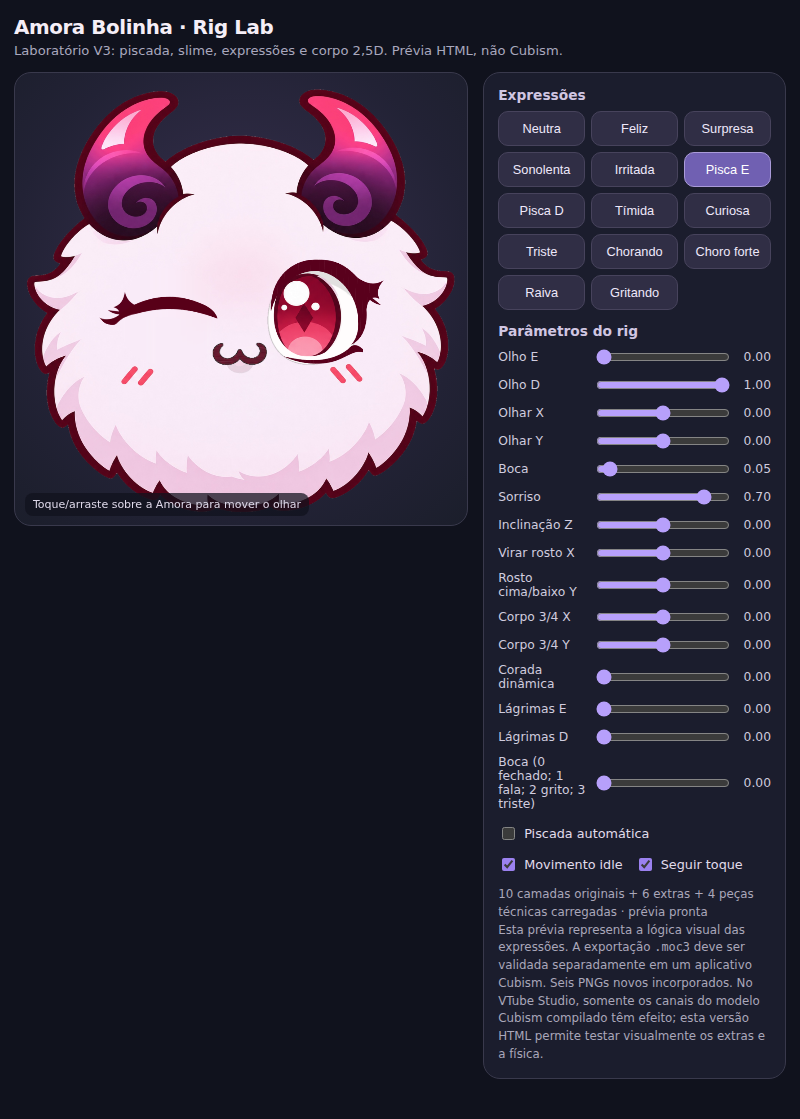 Amora Bolinha · Rig Lab
Laboratório V3: piscada, slime, expressões e corpo 2,5D. Prévia HTML, não Cubism.
Toque/arraste sobre a Amora para mover o olhar
Expressões
Neutra
Feliz
Surpresa
Sonolenta
Irritada
Pisca E
Pisca D
Tímida
Curiosa
Triste
Chorando
Choro forte
Raiva
Gritando
Parâmetros do rig
Olho E 0.00
Olho D 1.00
Olhar X 0.00
Olhar Y 0.00
Boca 0.05
Sorriso 0.70
Inclinação Z 0.00
Virar rosto X 0.00
Rosto
cima/baixo Y 0.00
Corpo 3/4 X 0.00
Corpo 3/4 Y 0.00
Corada
dinâmica 0.00
Lágrimas E 0.00
Lágrimas D 0.00
Boca (0
fechado; 1
fala; 2 grito; 3
triste) 0.00
Piscada automática
Movimento idle
Seguir toque
10 camadas originais + 6 extras + 4 peças
técnicas carregadas · prévia pronta
Esta prévia representa a lógica visual das
expressões. A exportação .moc3 deve ser
validada separadamente em um aplicativo
Cubism. Seis PNGs novos incorporados. No
VTube Studio, somente os canais do modelo
Cubism compilado têm efeito; esta versão
HTML permite testar visualmente os extras e
a física.